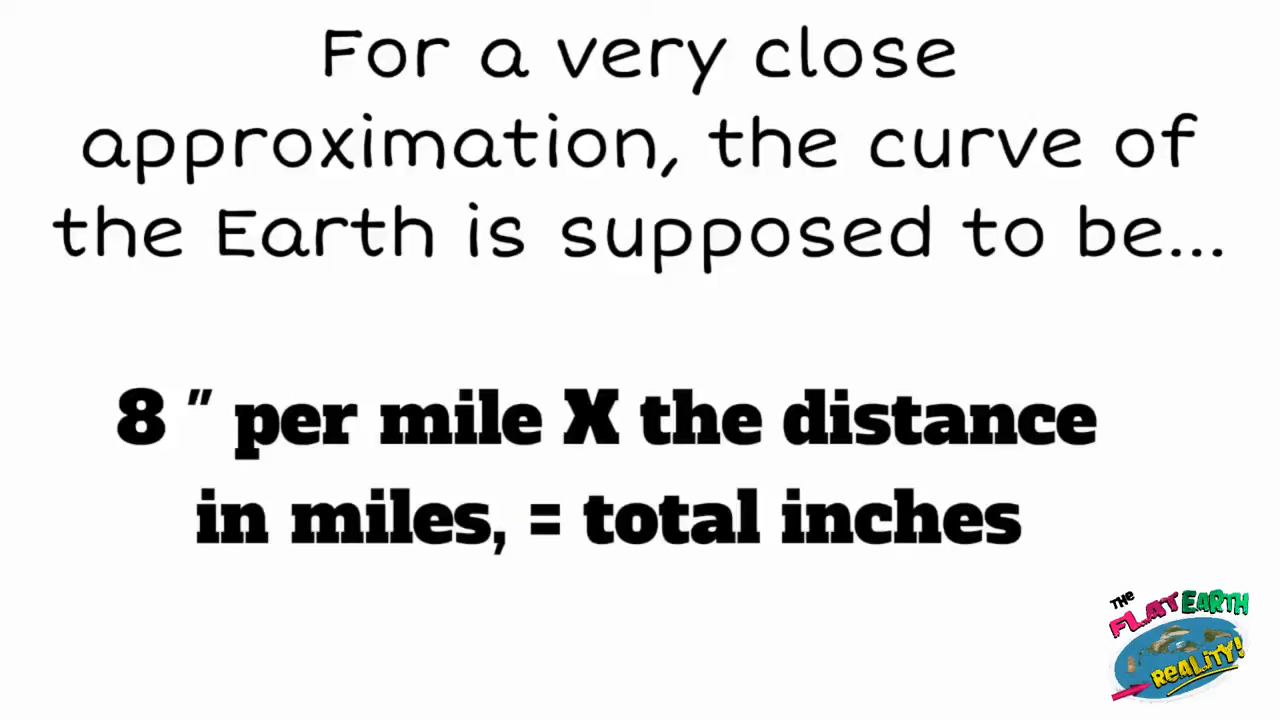 For a very close
approximation, the curve of
the Earth is supposed to be...
8 " per mile X the distance
in miles, = total inches
THE
FLAT EARTH
REALITY!